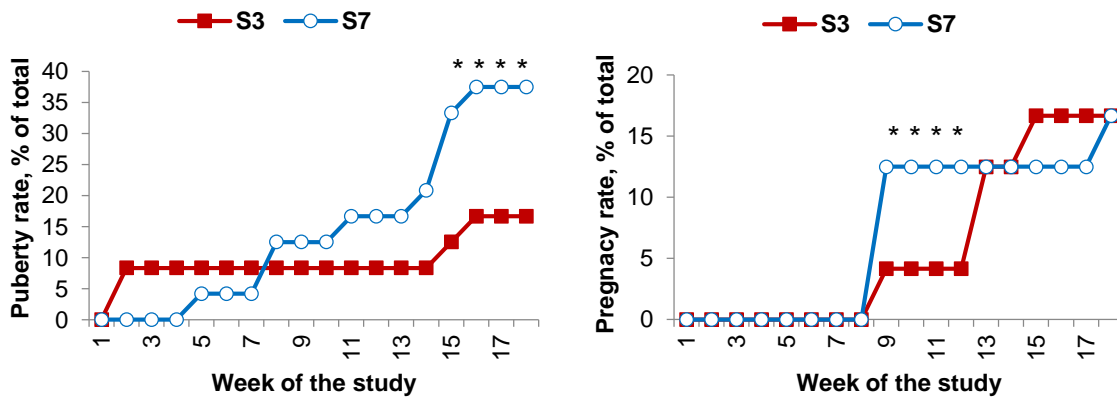 S3 S7
Puberty rate, % of total
40
35
30
25
20
15
10
5
0
* * * *
1 3 5 7 9 11 13 15 17
Week of the study
S3 S7
Pregnancy rate, % of total
20
15
10
5
0
* * * *
1 3 5 7 9 11 13 15 17
Week of the study